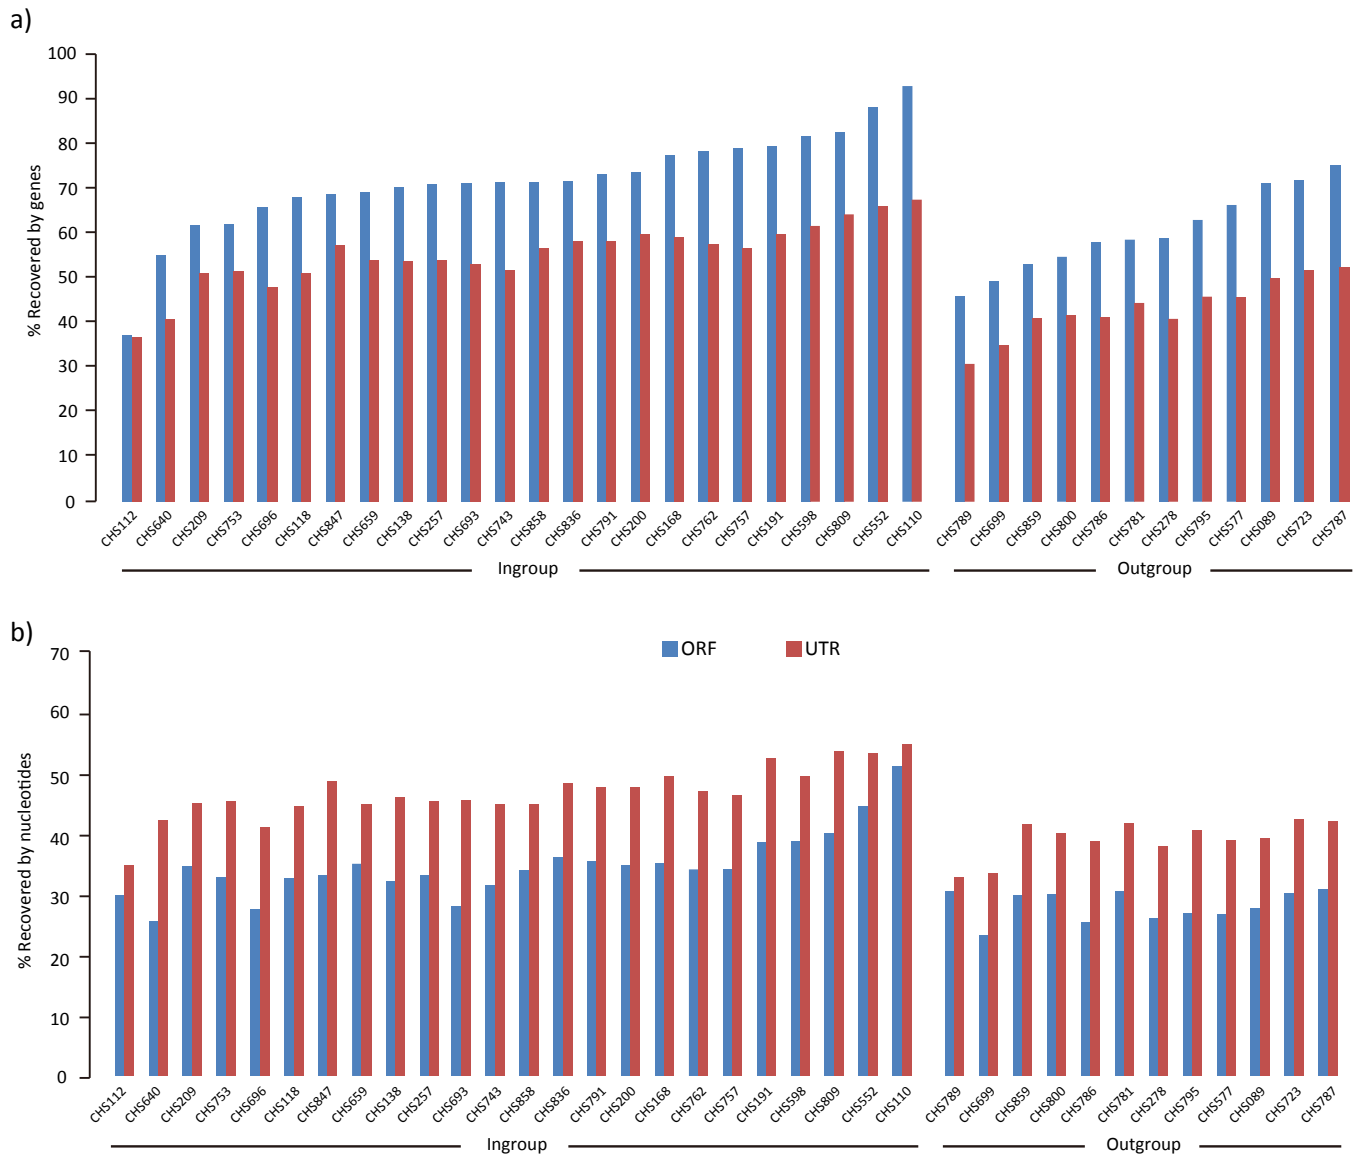 a)
% Recovered by genes
100
90
80
70
60
50
40
30
20
10
0
CHS112 CHS640 CHS209 CHS753 CHS696 CHS118 CHS847 CHS659 CHS138 CHS257 CHS693 CHS743 CHS858 CHS836 CHS791 CHS200 CHS168 CHS762 CHS757 CHS191 CHS598 CHS809 CHS552 CHS110 CHS789 CHS699 CHS859 CHS800 CHS786 CHS781 CHS278 CHS795 CHS577 CHS089 CHS723 CHS787
Ingroup Outgroup
b)
ORF UTR
% Recovered by nucleotides
70
60
50
40
30
20
10
0
CHS112 CHS640 CHS209 CHS753 CHS696 CHS118 CHS847 CHS659 CHS138 CHS257 CHS693 CHS743 CHS858 CHS836 CHS791 CHS200 CHS168 CHS762 CHS757 CHS191 CHS598 CHS809 CHS552 CHS110 CHS789 CHS699 CHS859 CHS800 CHS786 CHS781 CHS278 CHS795 CHS577 CHS089 CHS723 CHS787
Ingroup Outgroup